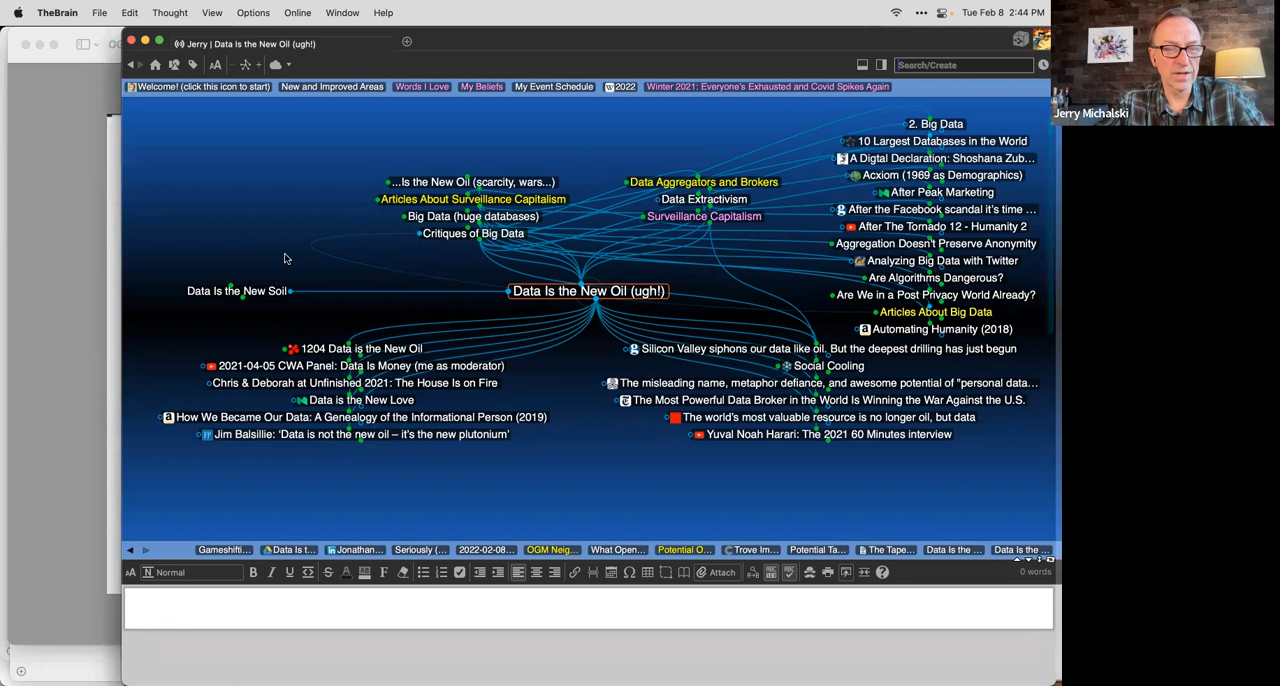 TheBrain File Edit Thought View Options Online Window Help
Tue Feb 8 2:44 PM
Jerry | Data Is the New Oil (ugh!)
Search/Create
Welcome! (click this icon to start) New and Improved Areas Words I Love My Beliefs My Event Schedule 2022 Winter 2021: Everyone's Exhausted and Covid Spikes Again
Jerry Michalski
...Is the New Oil (scarcity, wars...)
Articles About Surveillance Capitalism
Big Data (huge databases)
Critiques of Big Data
Data Aggregators and Brokers
Data Extractivism
Surveillance Capitalism
2. Big Data
10 Largest Databases in the World
A Digtal Declaration: Shoshana Zub...
Acxiom (1969 as Demographics)
After Peak Marketing
After the Facebook scandal it's time ...
After The Tornado 12 - Humanity 2
Aggregation Doesn't Preserve Anonymity
Analyzing Big Data with Twitter
Are Algorithms Dangerous?
Are We in a Post Privacy World Already?
Articles About Big Data
Automating Humanity (2018)
Data Is the New Soil
Data Is the New Oil (ugh!)
1204 Data is the New Oil
2021-04-05 CWA Panel: Data Is Money (me as moderator)
Chris & Deborah at Unfinished 2021: The House Is on Fire
Data is the New Love
How We Became Our Data: A Genealogy of the Informational Person (2019)
Jim Balsillie: 'Data is not the new oil – it's the new plutonium'
Silicon Valley siphons our data like oil. But the deepest drilling has just begun
Social Cooling
The misleading name, metaphor defiance, and awesome potential of "personal data...
The Most Powerful Data Broker in the World Is Winning the War Against the U.S.
The world's most valuable resource is no longer oil, but data
Yuval Noah Harari: The 2021 60 Minutes interview
Gameshifti... Data Is t... Jonathan... Seriously (... 2022-02-08... OGM Neig... What Open... Potential O... Trove Im... Potential Ta... The Tape... Data Is the ... Data Is the ...
Normal
Attach
0 words